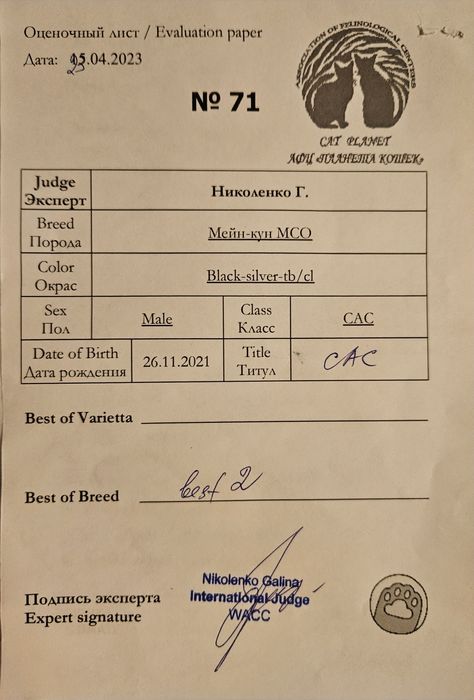 Оценочный лист / Evaluation paper
Дата: 23.04.2023
№ 71
ASSOCIATION OF FELINOLOGICAL CENTERS
CAT PLANET
АФЦ «ПЛАНЕТА КОШЕК»
Judge Эксперт Николенко Г.
Breed Порода Мейн-кун МСО
Color Окрас Black-silver-tb/cl
Sex Пол Male Class Класс CAC
Date of Birth Дата рождения 26.11.2021 Title Титул CAC
Best of Varietta
Best of Breed best 2
Подпись эксперта
Expert signature
Nikolenko Galina
International Judge
WACC